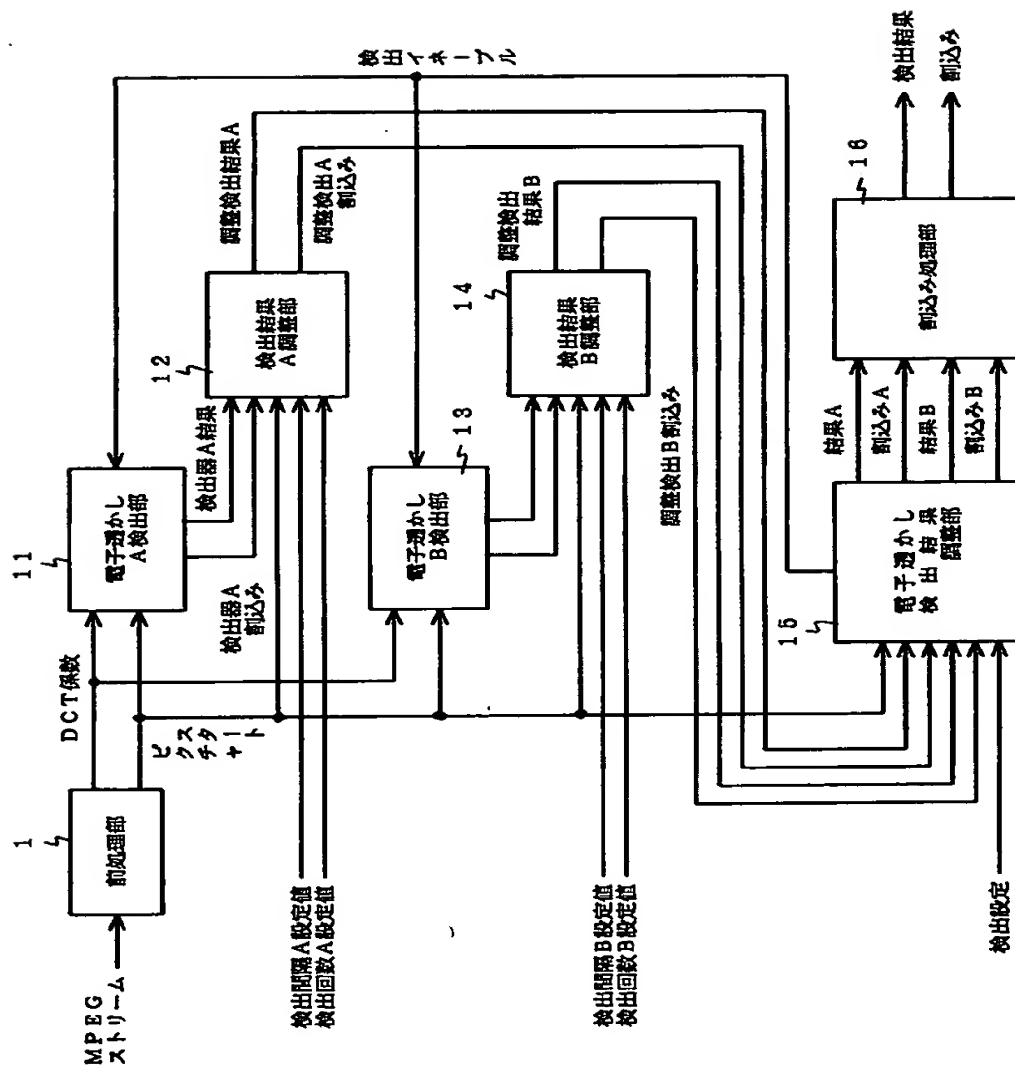 MPEG
ストリーム
1
前処理部
DCT係数
ピクチャ
スタート
11
電子透かし
A検出部
検出器A結果
検出器A
割込み
検出間隔A設定値
検出回数A設定値
12
検出結果
A調整部
調整検出結果A
調整検出A
割込み
検出イネーブル
13
電子透かし
B検出部
検出間隔B設定値
検出回数B設定値
14
検出結果
B調整部
調整検出
結果B
調整検出B割込み
検出設定
15
電子透かし
検出結果
調整部
結果A
割込みA
結果B
割込みB
16
割込み処理部
検出結果
割込み